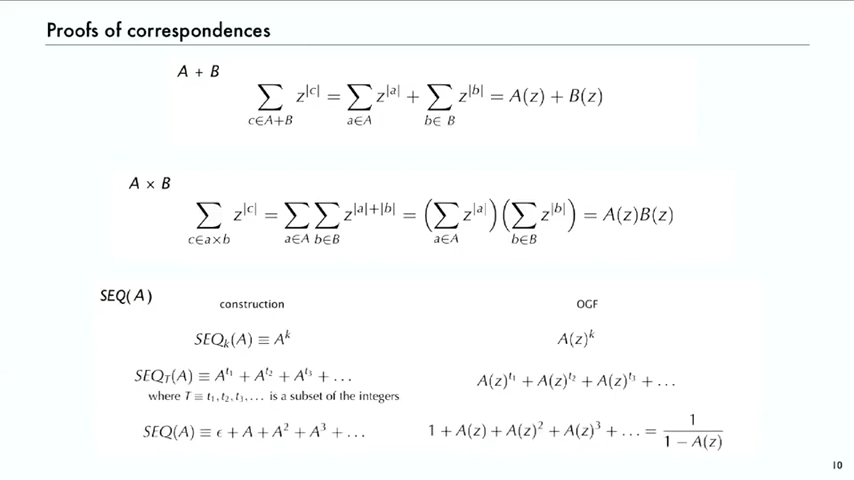 Proofs of correspondences
A + B
∑_{c∈A+B} z^{|c|} = ∑_{a∈A} z^{|a|} + ∑_{b∈ B} z^{|b|} = A(z) + B(z)
A × B
∑_{c∈a×b} z^{|c|} = ∑_{a∈A} ∑_{b∈B} z^{|a|+|b|} = (∑_{a∈A} z^{|a|}) (∑_{b∈B} z^{|b|}) = A(z)B(z)
SEQ(A)
construction OGF
SEQ_k(A) ≡ A^k A(z)^k
SEQ_T(A) ≡ A^{t_1} + A^{t_2} + A^{t_3} + ... A(z)^{t_1} + A(z)^{t_2} + A(z)^{t_3} + ...
where T ≡ t_1, t_2, t_3, ... is a subset of the integers
SEQ(A) ≡ ϵ + A + A^2 + A^3 + ... 1 + A(z) + A(z)^2 + A(z)^3 + ... = 1/(1 − A(z))
10